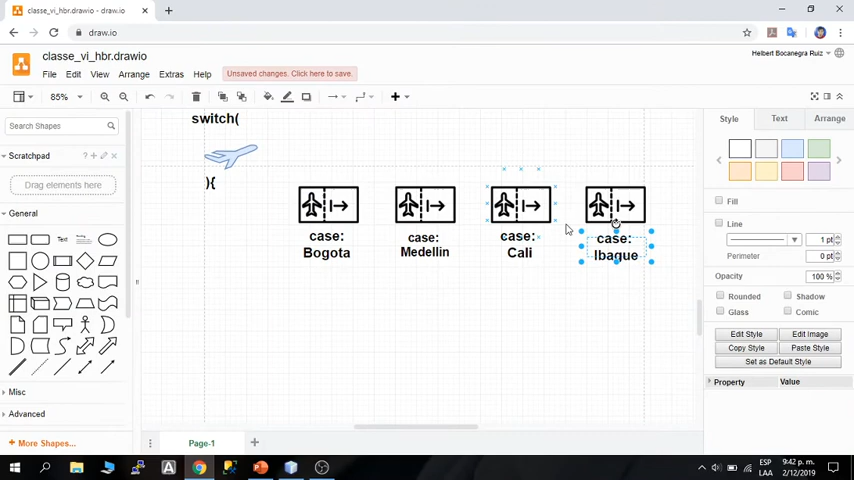 classe_vi_hbr.drawio - draw.io
draw.io
classe_vi_hbr.drawio
Helbert Bocanegra Ruiz
File Edit View Arrange Extras Help
Unsaved changes. Click here to save.
85%
Search Shapes
Scratchpad
Drag elements here
General
Text
Misc
Advanced
+ More Shapes...
switch(
){
case:
Bogota
case:
Medellin
case:
Cali
case:
Ibague
Style Text Arrange
Fill
Line
1 pt
Perimeter 0 pt
Opacity 100 %
Rounded Shadow
Glass Comic
Edit Style Edit Image
Copy Style Paste Style
Set as Default Style
Property Value
Page-1
ESP
LAA
9:42 p. m.
2/12/2019